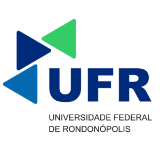 UFR
UNIVERSIDADE FEDERAL
DE RONDONÓPOLIS